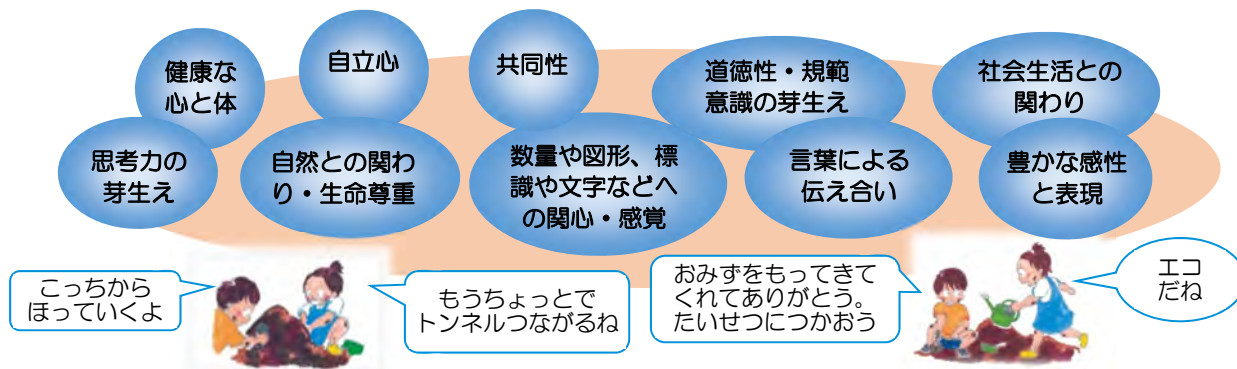 健康な
心と体
自立心
共同性
道徳性・規範
意識の芽生え
社会生活との
関わり
思考力の
芽生え
自然との関わ
り・生命尊重
数量や図形、標
識や文字などへ
の関心・感覚
言葉による
伝え合い
豊かな感性
と表現
こっちから
ほっていくよ
もうちょっとで
トンネルつながるね
おみずをもってきて
くれてありがとう。
たいせつにつかおう
エコ
だね